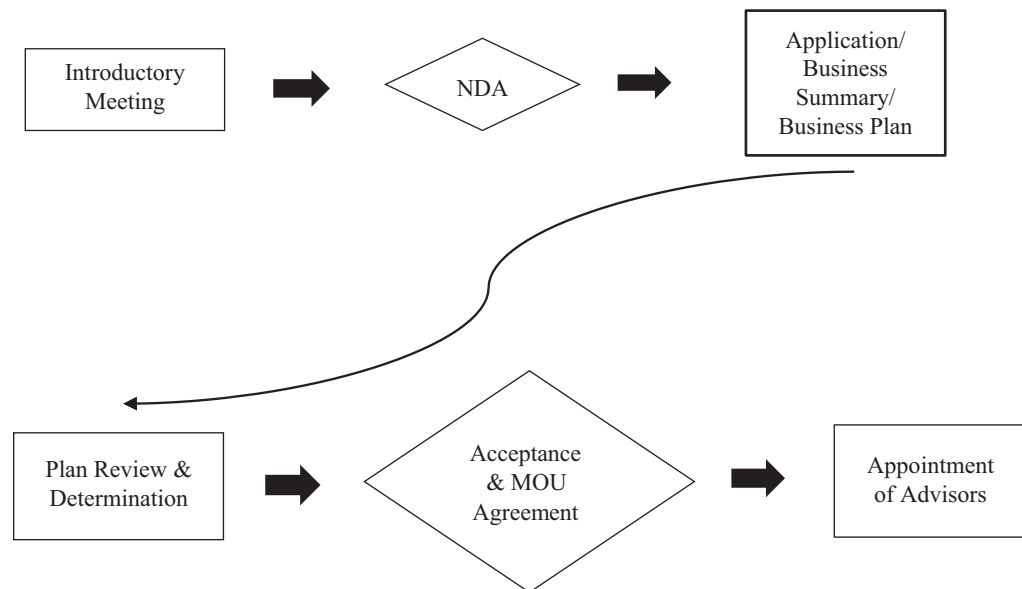 Introductory
Meeting
NDA
Application/
Business
Summary/
Business Plan
Plan Review &
Determination
Acceptance
& MOU
Agreement
Appointment
of Advisors